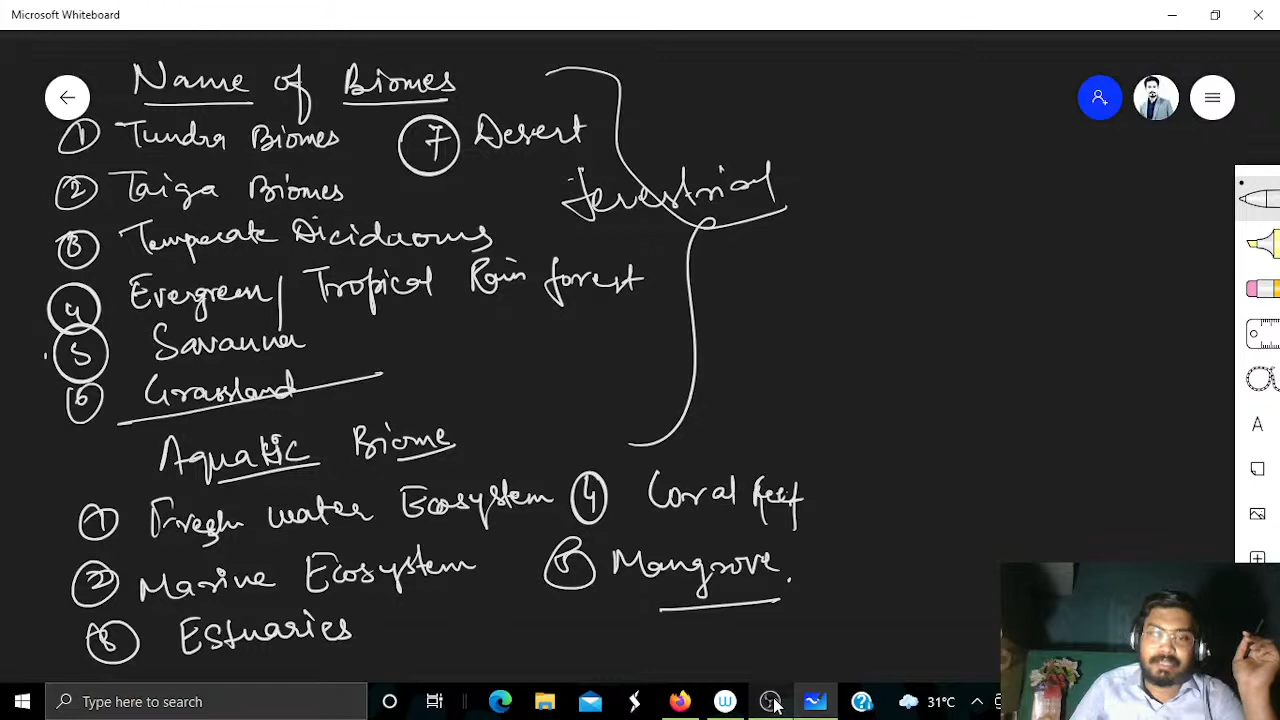 Microsoft Whiteboard
Name of Biomes
1 Tundra Biomes
7 Desert
2 Taiga Biomes
Terestrial
3 Temperate Dicidaoums
4 Evergreen/ Tropical Rain forest
5 Savanna
6 Grassland
Aquatic Biome
1 Fresh water Ecosystem
4 Coral Reef
2 Marine Ecosystem
5 Mangrove.
3 Estuaries
A
Type here to search
31°C